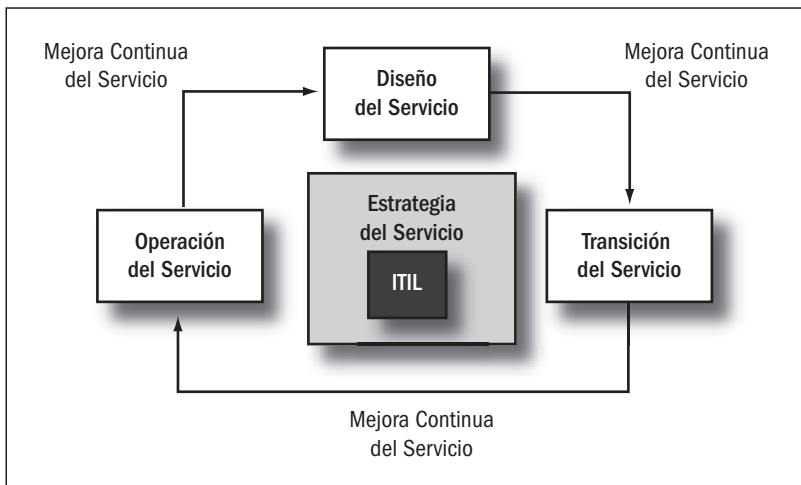 Mejora Continua
del Servicio
Diseño
del Servicio
Mejora Continua
del Servicio
Operación
del Servicio
Estrategia
del Servicio
ITIL
Transición
del Servicio
Mejora Continua
del Servicio